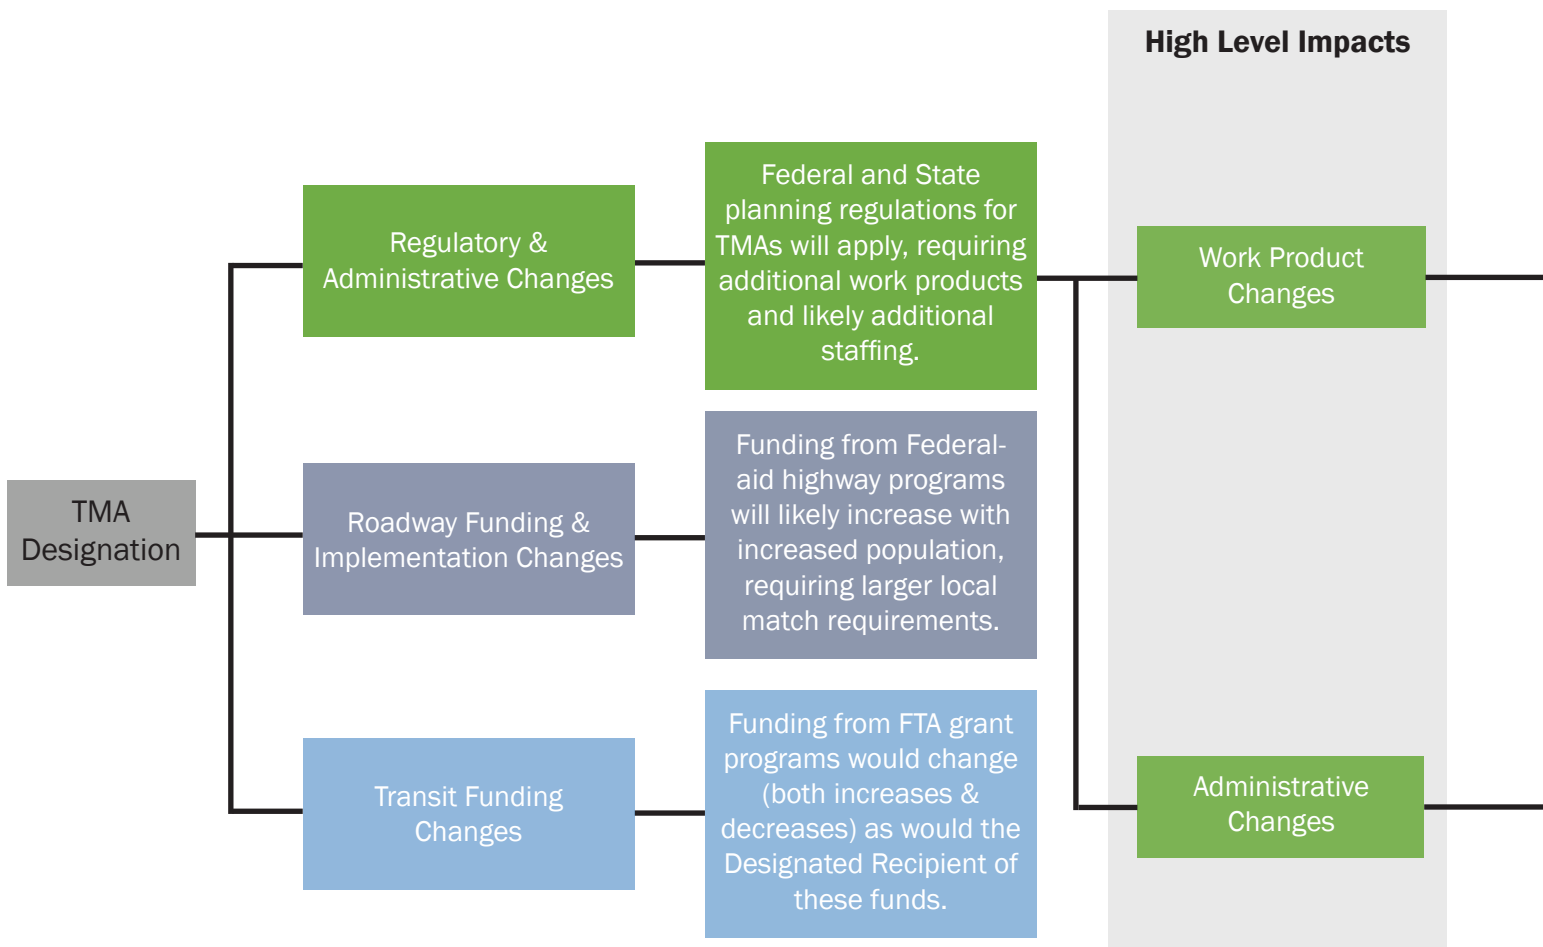 High Level Impacts
TMA
Designation
Regulatory &
Administrative Changes
Federal and State
planning regulations for
TMAs will apply, requiring
additional work products
and likely additional
staffing.
Work Product
Changes
Administrative
Changes
Roadway Funding &
Implementation Changes
Funding from Federal-
aid highway programs
will likely increase with
increased population,
requiring larger local
match requirements.
Transit Funding
Changes
Funding from FTA grant
programs would change
(both increases &
decreases) as would the
Designated Recipient of
these funds.